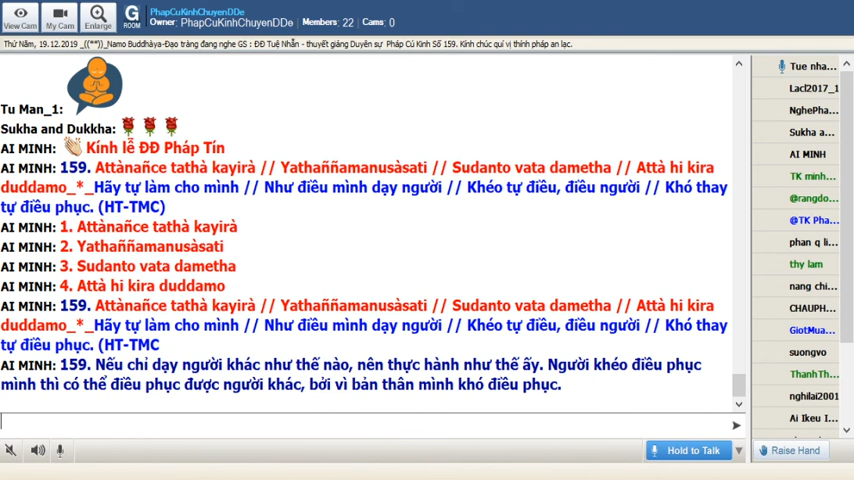 View Cam
My Cam
Enlarge
G
ROOM
PhapCuKinhChuyenDDe
Owner: PhapCuKinhChuyenDDe Members: 22 Cams: 0
Thứ Năm, 19.12.2019 _((**))_Namo Buddhàya-Đạo tràng đang nghe GS : ĐĐ Tuệ Nhẫn - thuyết giảng Duyên sự Pháp Cú Kinh Số 159. Kính chúc quí vị thính pháp an lạc.
Tu Man_1:
Sukha and Dukkha:
AI MINH: Kính lễ ĐĐ Pháp Tín
AI MINH: 159. Attànañce tathà kayirà // Yathaññamanusàsati // Sudanto vata dametha // Attà hi kira
duddamo_*_Hãy tự làm cho mình // Như điều mình dạy người // Khéo tự điều, điều người // Khó thay
tự điều phục. (HT-TMC)
AI MINH: 1. Attànañce tathà kayirà
AI MINH: 2. Yathaññamanusàsati
AI MINH: 3. Sudanto vata dametha
AI MINH: 4. Attà hi kira duddamo
AI MINH: 159. Attànañce tathà kayirà // Yathaññamanusàsati // Sudanto vata dametha // Attà hi kira
duddamo_*_Hãy tự làm cho mình // Như điều mình dạy người // Khéo tự điều, điều người // Khó thay
tự điều phục. (HT-TMC
AI MINH: 159. Nếu chỉ dạy người khác như thế nào, nên thực hành như thế ấy. Người khéo điều phục
mình thì có thể điều phục được người khác, bởi vì bản thân mình khó điều phục.
Tue nha...
Lacl2017_1
NghePha...
Sukha a...
AI MINH
TK minh...
@rangdo...
@TK Pha...
phan q li...
thy lam
nang chi...
CHAUPH...
GiotMua...
suongvo
ThanhTh...
nghilai2001
Ai Ikeu I...
Hold to Talk
Raise Hand